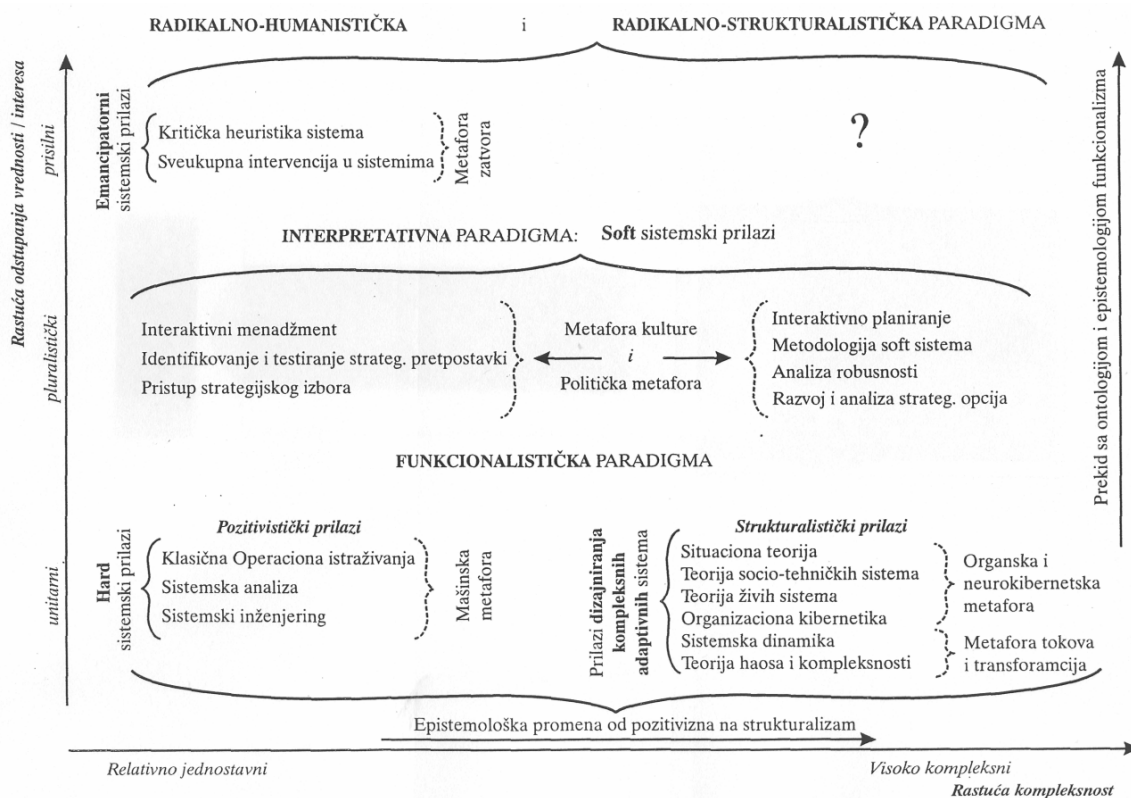 RADIKALNO-HUMANISTIČKA i RADIKALNO-STRUKTURALISTIČKA PARADIGMA
Rastuća odstupanja vrednosti / interesa
prisilni
pluralistički
unitarni
Emancipatorni
sistemski prilazi
Kritička heuristika sistema
Sveukupna intervencija u sistemima
Metafora
zatvora
?
INTERPRETATIVNA PARADIGMA: Soft sistemski prilazi
Interaktivni menadžment
Identifikovanje i testiranje strateg. pretpostavki
Pristup strategijskog izbora
Metafora kulture
i
Politička metafora
Interaktivno planiranje
Metodologija soft sistema
Analiza robusnosti
Razvoj i analiza strateg. opcija
FUNKCIONALISTIČKA PARADIGMA
Hard
sistemski prilazi
Pozitivistički prilazi
Klasična Operaciona istraživanja
Sistemska analiza
Sistemski inženjering
Mašinska
metafora
Prilazi dizajniranja
kompleksnih
adaptivnih sistema
Strukturalistički prilazi
Situaciona teorija
Teorija socio-tehničkih sistema
Teorija živih sistema
Organizaciona kibernetika
Sistemska dinamika
Teorija haosa i kompleksnosti
Organska i
neurokibernetska
metafora
Metafora tokova
i transforamcija
Prekid sa ontologijom i epistemologijom funkcionalizma
Epistemološka promena od pozitivizna na strukturalizam
Relativno jednostavni
Visoko kompleksni
Rastuća kompleksnost